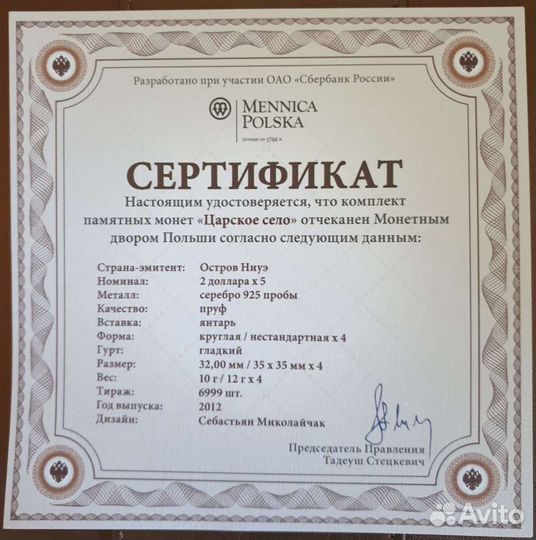 Разработано при участии ОАО «Сбербанк России»
MENNICA
POLSKA
СЕРТИФИКАТ
Настоящим удостоверяется, что комплект
памятных монет «Царское село» отчеканен Монетным
двором Польши согласно следующим данным:
Страна-эмитент: Остров Ниуэ
Номинал: 2 доллара х 5
Металл: серебро 925 пробы
Качество: пруф
Вставка: янтарь
Форма: круглая / нестандартная х 4
Гурт: гладкий
Размер: 32,00 мм / 35 х 35 мм х 4
Вес: 10 г / 12 г х 4
Тираж: 6999 шт.
Год выпуска: 2012
Дизайн: Себастьян Миколайчак
Председатель Правления
Тадеуш Стецкевич
Avito